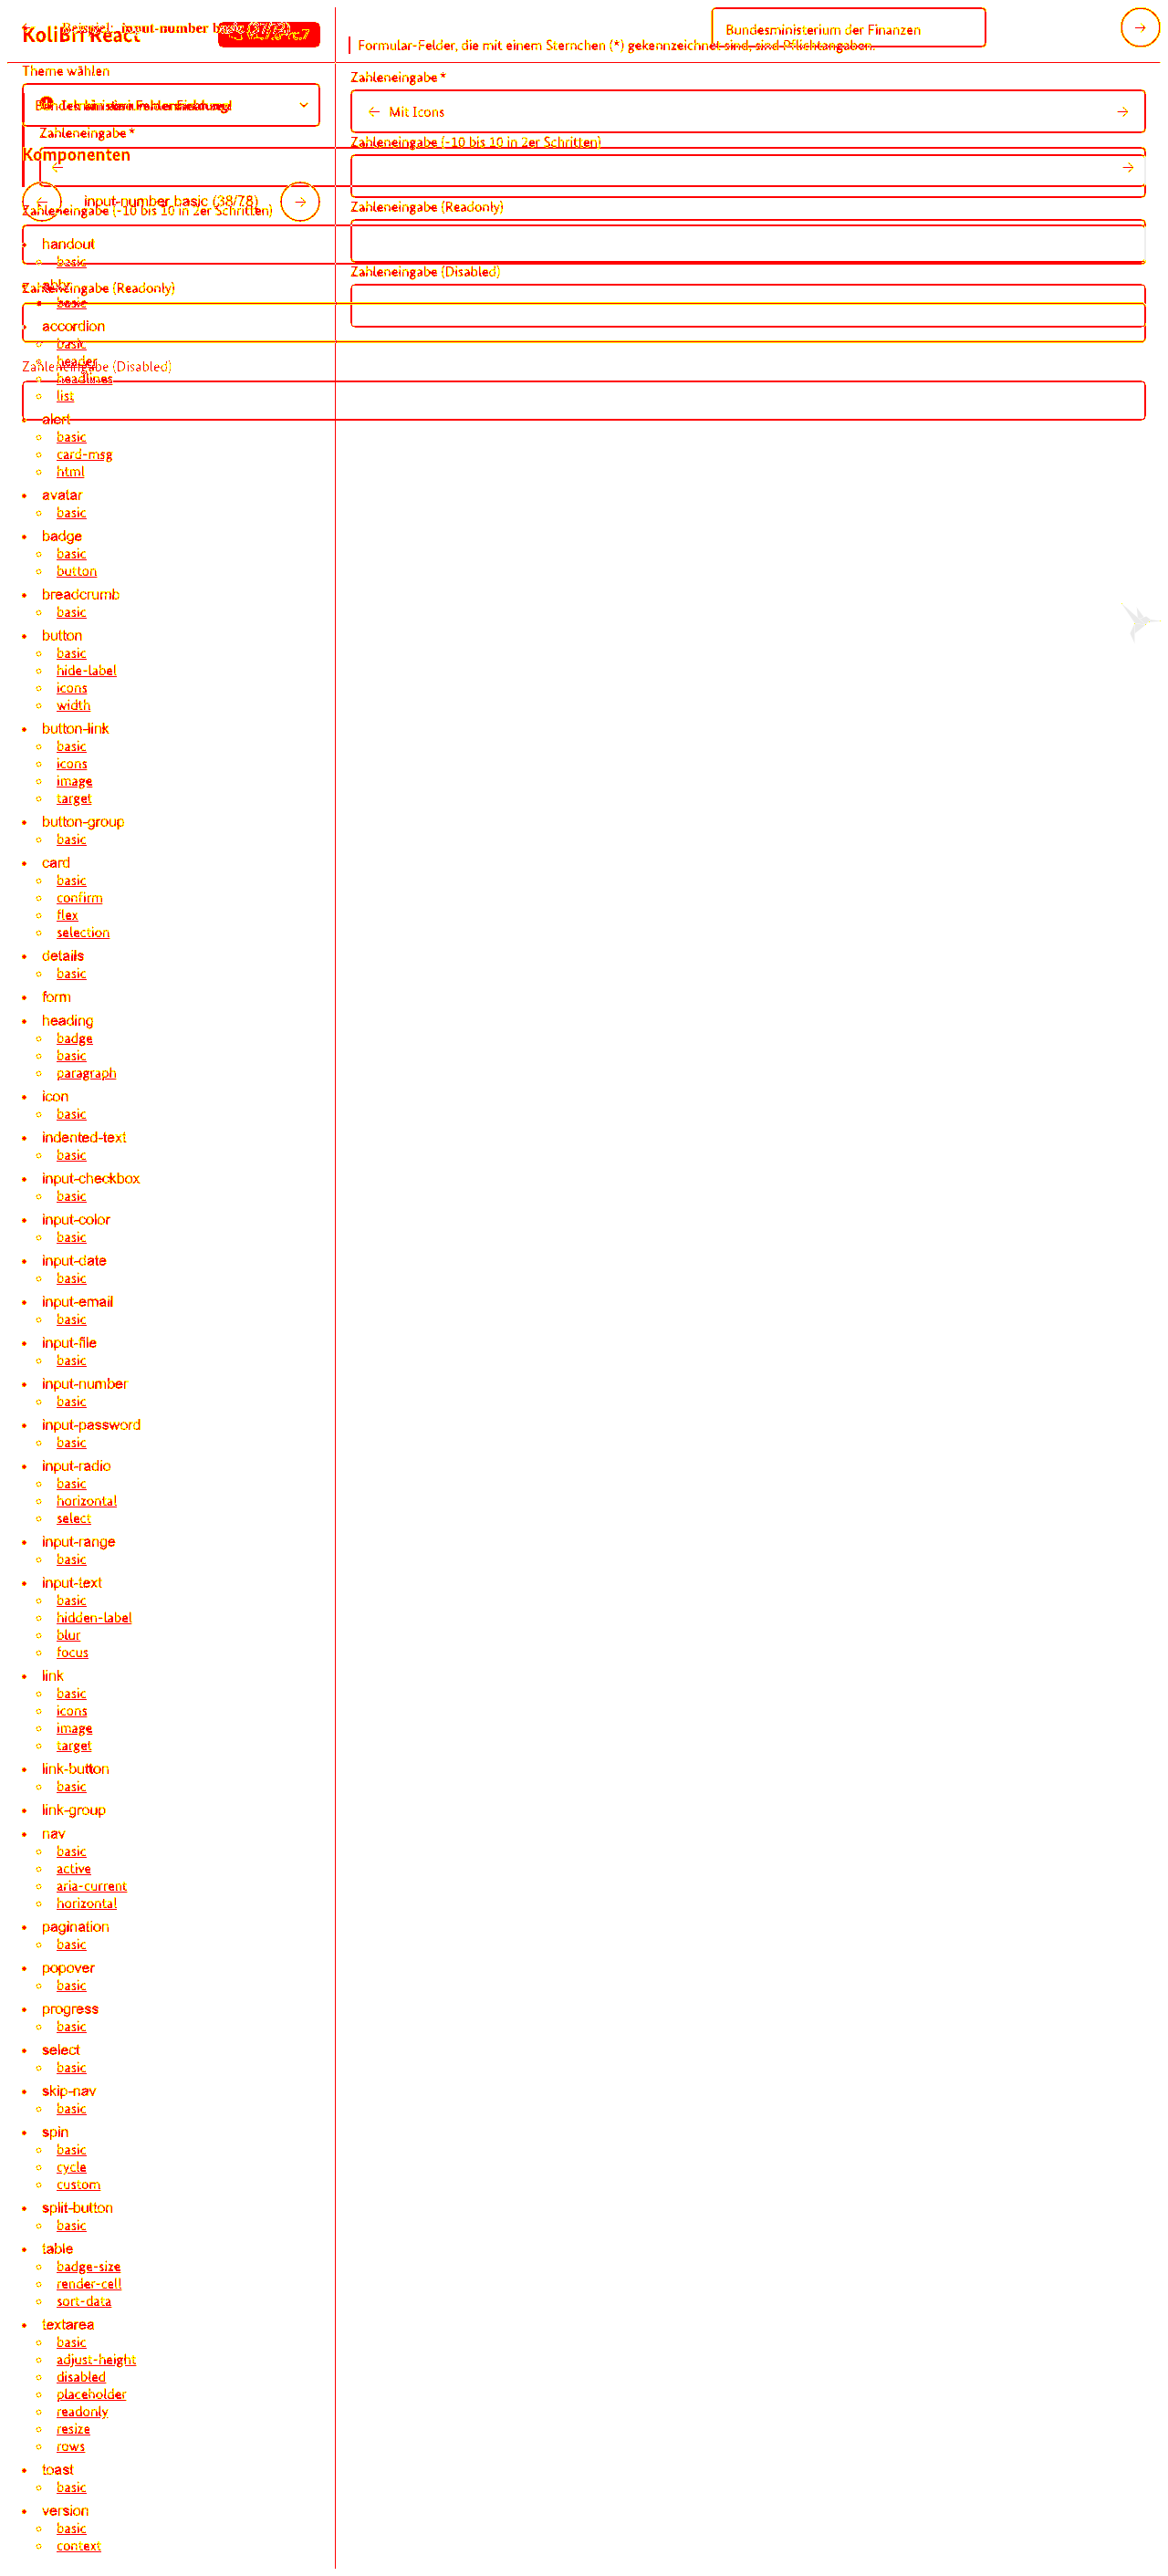 KoliBri React
Beispiel: input-number basic (37/73)
Bundesministerium der Finanzen
Formular-Felder, die mit einem Sternchen (*) gekennzeichnet sind, sind Pflichtangaben.
Theme wählen
Zahleneingabe *
Mit Icons
Zahleneingabe *
Zahleneingabe (-10 bis 10 in 2er Schritten)
Komponenten
input-number basic (38/78)
Zahleneingabe (Readonly)
Zahleneingabe (-10 bis 10 in 2er Schritten)
handout
basic
Zahleneingabe (Disabled)
abbr
Zahleneingabe (Readonly)
basic
accordion
basic
header
Zahleneingabe (Disabled)
headlines
list
alert
basic
card-msg
html
avatar
basic
badge
basic
button
breadcrumb
basic
button
basic
hide-label
icons
width
button-link
basic
icons
image
target
button-group
basic
card
basic
confirm
flex
selection
details
basic
form
heading
badge
basic
paragraph
icon
basic
indented-text
basic
input-checkbox
basic
input-color
basic
input-date
basic
input-email
basic
input-file
basic
input-number
basic
input-password
basic
input-radio
basic
horizontal
select
input-range
basic
input-text
basic
hidden-label
blur
focus
link
basic
icons
image
target
link-button
basic
link-group
nav
basic
active
aria-current
horizontal
pagination
basic
popover
basic
progress
basic
select
basic
skip-nav
basic
spin
basic
cycle
custom
split-button
basic
table
badge-size
render-cell
sort-data
textarea
basic
adjust-height
disabled
placeholder
readonly
resize
rows
toast
basic
version
basic
context